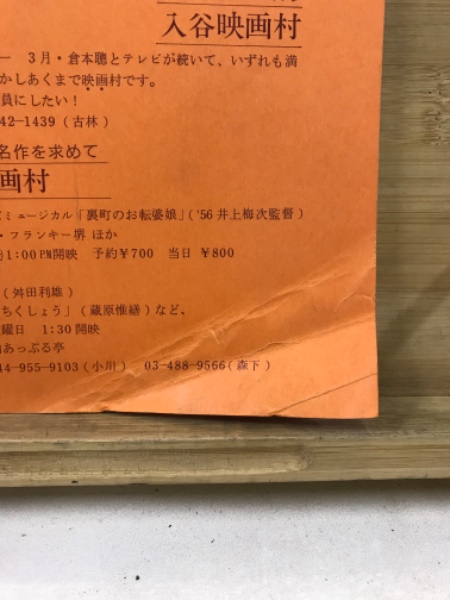 入谷映画村
ー 3月・倉本聰とテレビが続いて、いずれも満
かしあくまで映画村です。
員にしたい！
42-1439（古林）
名作を求めて
画村
ミュージカル「裏町のお転婆娘」（'56 井上梅次監督）
・フランキー堺 ほか
1:00PM開映 予約￥700 当日 ￥800
（舛田利雄）
ちくしょう」（蔵原惟繕）など、
曜日 1:30開映
あっぷる亭
44-955-9103（小川） 03-488-9566（森下）